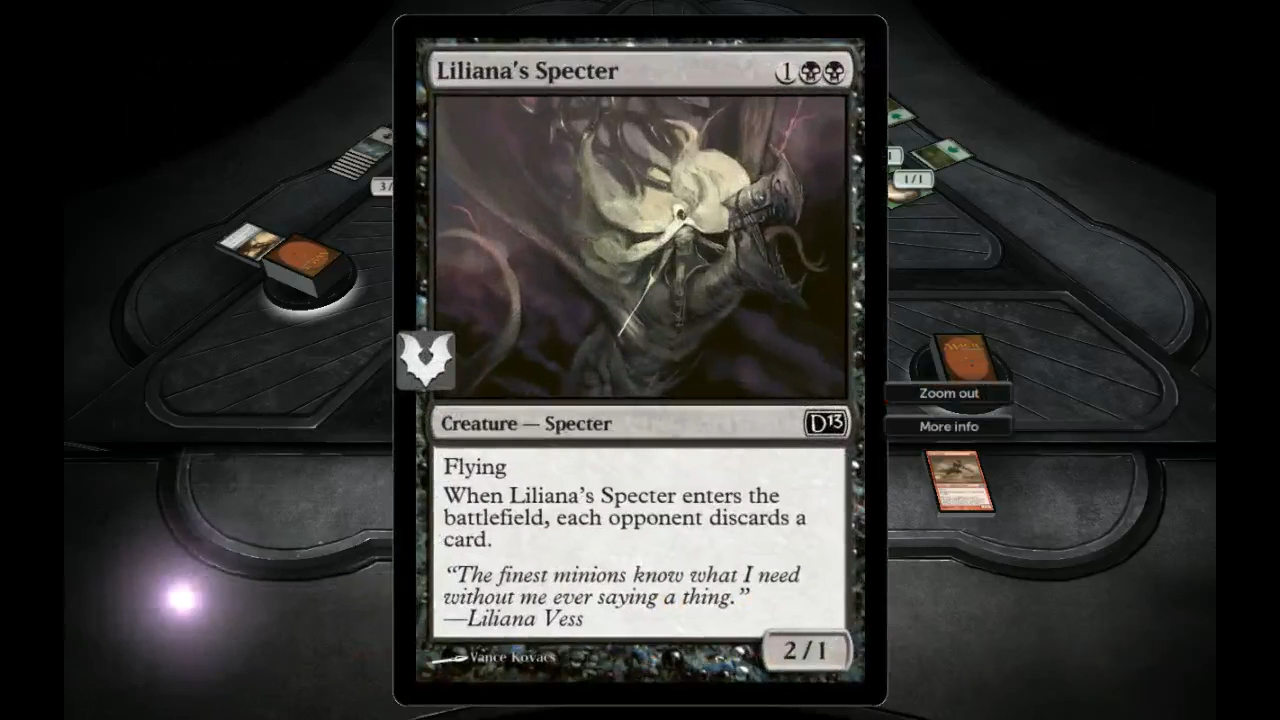 Liliana's Specter 1
Creature — Specter D13
Flying
When Liliana's Specter enters the
battlefield, each opponent discards a
card.
"The finest minions know what I need
without me ever saying a thing."
—Liliana Vess
Vance Kovacs
2/1
3/
1
1/1
Zoom out
More info